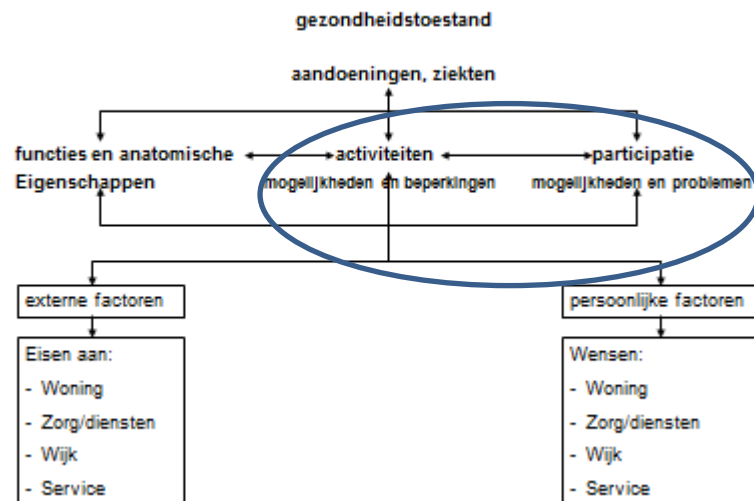 gezondheidstoestand
aandoeningen, ziekten
functies en anatomische
Eigenschappen
activiteiten
mogelijkheden en beperkingen
participatie
mogelijkheden en problemen
externe factoren
Eisen aan:
- Woning
- Zorg/diensten
- Wijk
- Service
persoonlijke factoren
Wensen:
- Woning
- Zorg/diensten
- Wijk
- Service